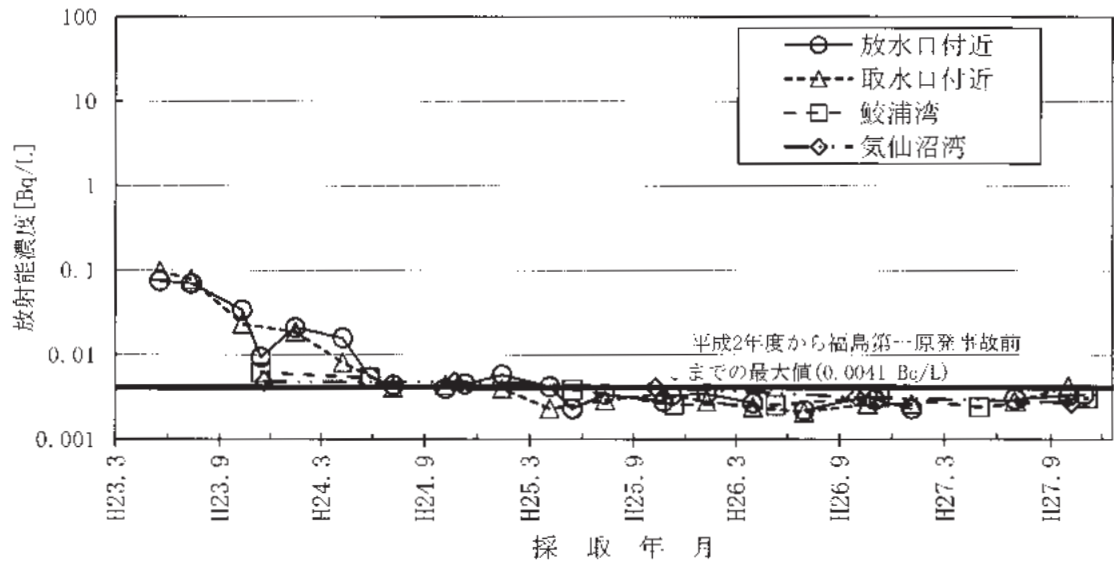 放射能濃度[Bq/L]
100
10
1
0.1
0.01
0.001
放水口付近
取水口付近
鮫浦湾
気仙沼湾
平成2年度から福島第一原発事故前
までの最大値(0.0041 Bq/L)
H23.3
H23.9
H24.3
H24.9
H25.3
H25.9
H26.3
H26.9
H27.3
H27.9
採取年月